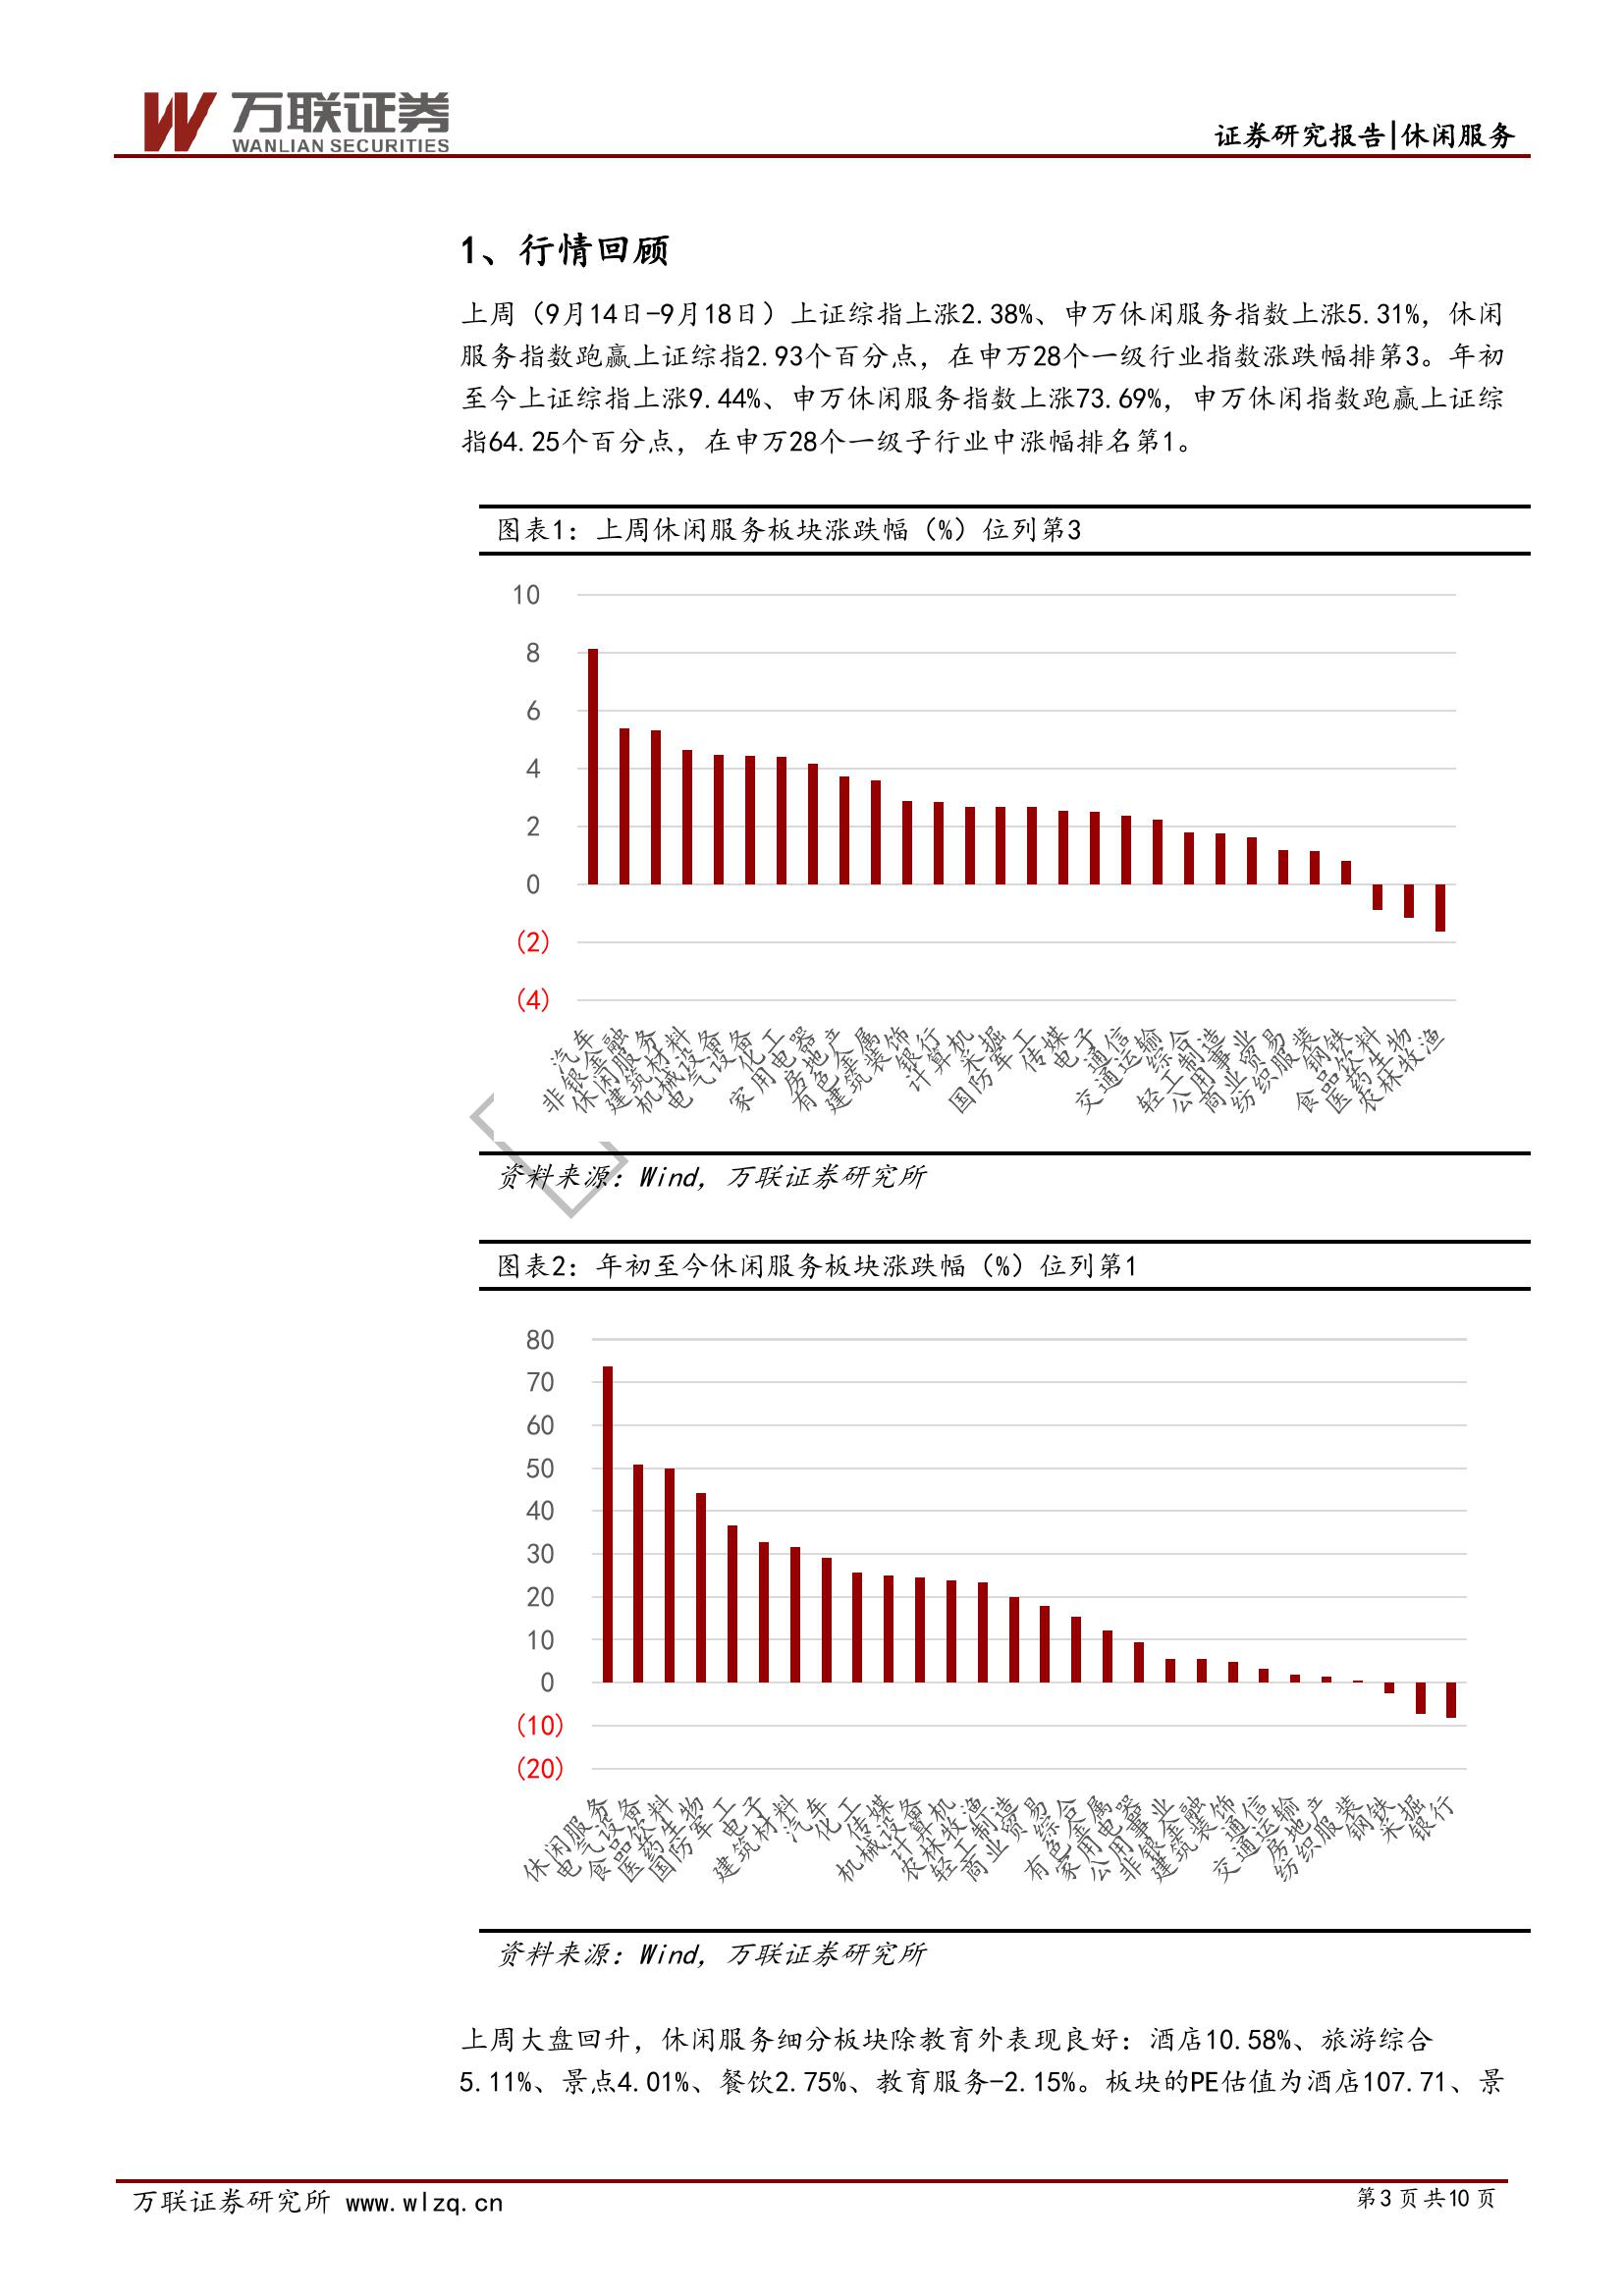 万联证券
WANLIAN SECURITIES
证券研究报告|休闲服务
1、行情回顾
上周（9月14日-9月18日）上证综指上涨2.38%、申万休闲服务指数上涨5.31%，休闲
服务指数跑赢上证综指2.93个百分点，在申万28个一级行业指数涨跌幅排第3。年初
至今上证综指上涨9.44%、申万休闲服务指数上涨73.69%，申万休闲指数跑赢上证综
指64.25个百分点，在申万28个一级子行业中涨幅排名第1。
图表1：上周休闲服务板块涨跌幅（%）位列第3
10
8
6
4
2
0
(2)
(4)
汽车
非银金融
休闲服务
建筑材料
机械设备
电气设备
化工
家用电器
房地产
有色金属
建筑装饰
银行
计算机
采掘
国防军工
传媒
电子
通信
交通运输
综合
轻工制造
公用事业
商业贸易
纺织服装
钢铁
食品饮料
医药生物
农林牧渔
资料来源：Wind，万联证券研究所
图表2：年初至今休闲服务板块涨跌幅（%）位列第1
80
70
60
50
40
30
20
10
0
(10)
(20)
休闲服务
电气设备
食品饮料
医药生物
国防军工
电子
建筑材料
汽车
化工
传媒
机械设备
计算机
农林牧渔
轻工制造
商业贸易
综合
有色金属
家用电器
公用事业
非银金融
建筑装饰
通信
交通运输
房地产
纺织服装
钢铁
采掘
银行
资料来源：Wind，万联证券研究所
上周大盘回升，休闲服务细分板块除教育外表现良好：酒店10.58%、旅游综合
5.11%、景点4.01%、餐饮2.75%、教育服务-2.15%。板块的PE估值为酒店107.71、景
万联证券研究所 www.wlzq.cn
第 3 页 共 10 页